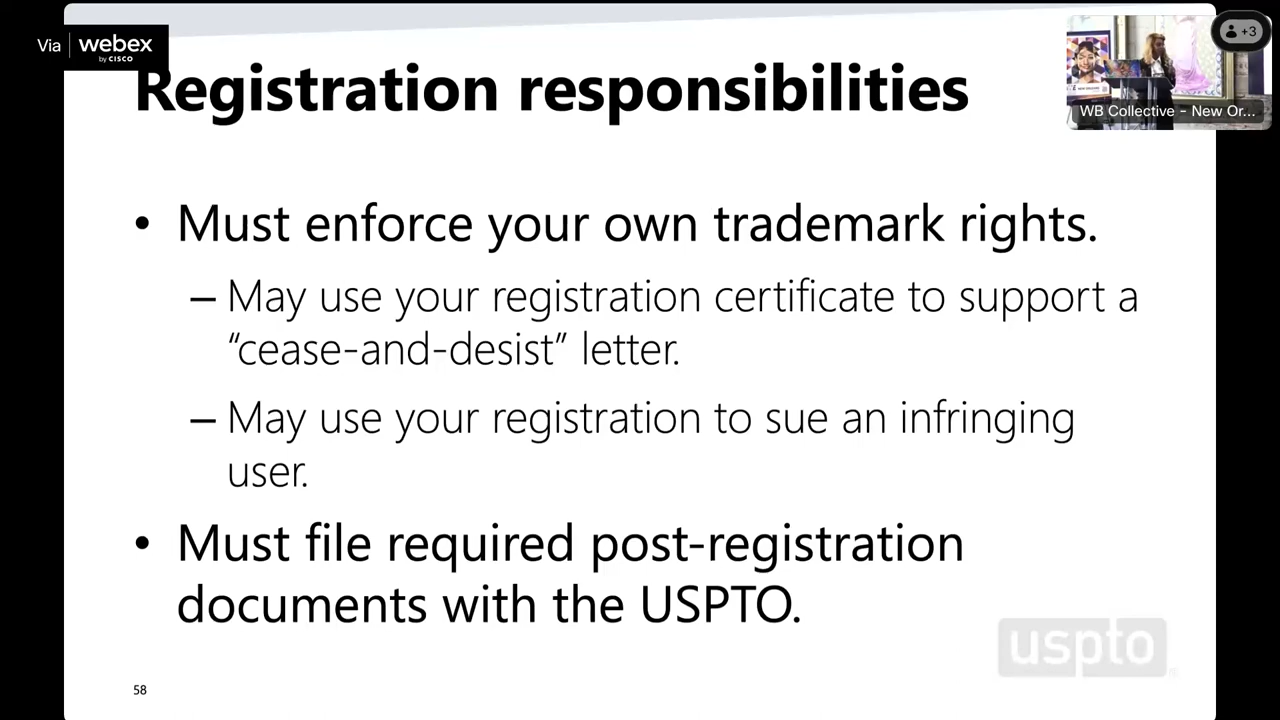 Via webex
by CISCO
+3
WB Collective - New Or...
Registration responsibilities
• Must enforce your own trademark rights.
– May use your registration certificate to support a
“cease-and-desist” letter.
– May use your registration to sue an infringing
user.
• Must file required post-registration
documents with the USPTO.
uspto
58